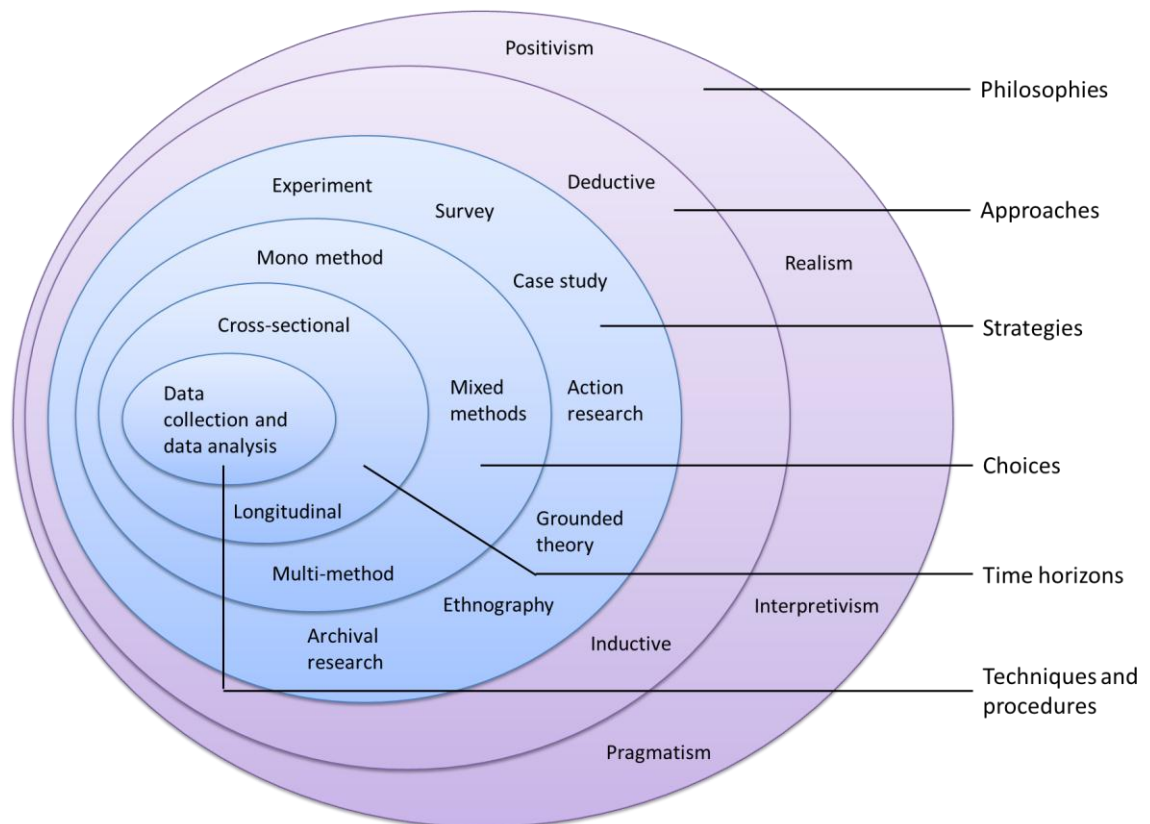 Positivism
Philosophies
Deductive
Experiment
Survey
Approaches
Mono method
Realism
Case study
Cross-sectional
Strategies
Data
collection and
data analysis
Mixed
methods
Action
research
Choices
Longitudinal
Grounded
theory
Multi-method
Time horizons
Ethnography
Interpretivism
Archival
research
Inductive
Techniques and
procedures
Pragmatism